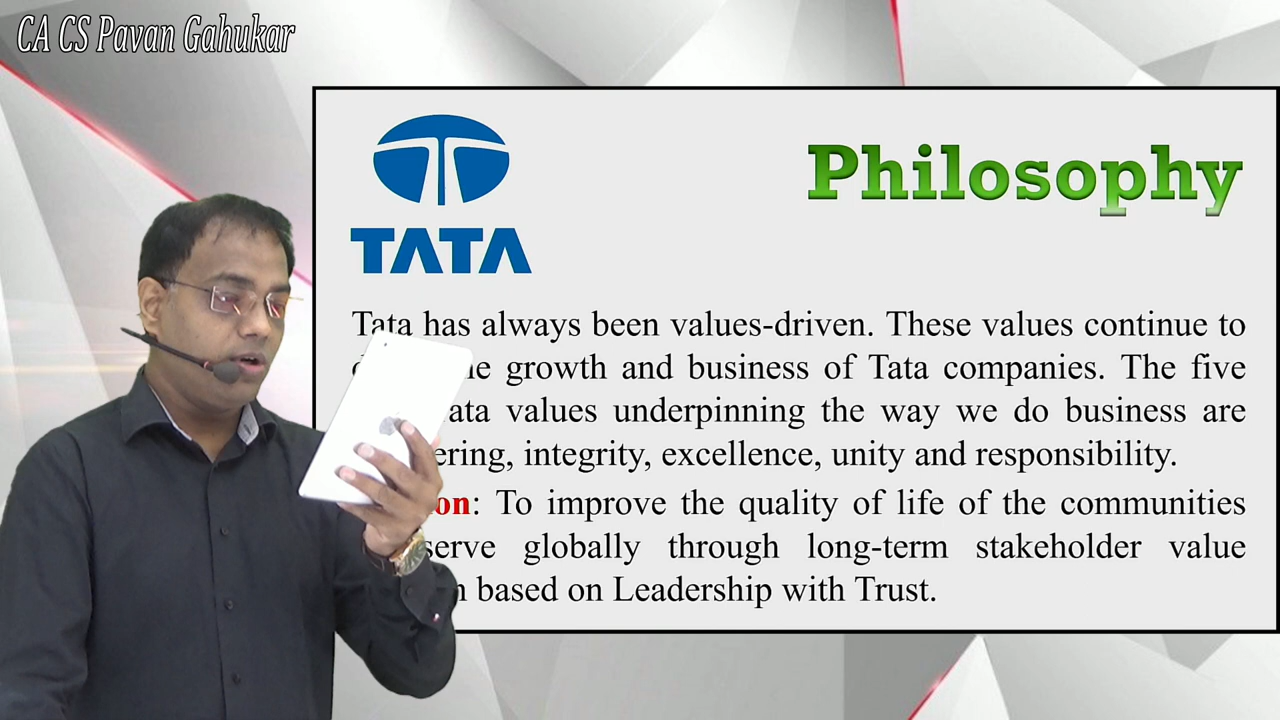 CA CS Pavan Gahukar
TATA
Philosophy
Tata has always been values-driven. These values continue to
growth and business of Tata companies. The five
values underpinning the way we do business are
integrity, excellence, unity and responsibility.
: To improve the quality of life of the communities
serve globally through long-term stakeholder value
based on Leadership with Trust.